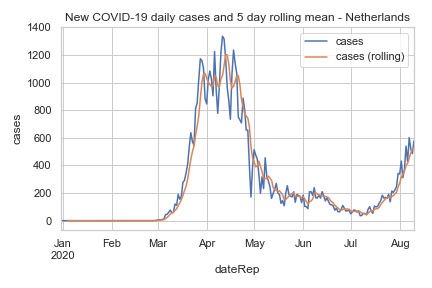 New COVID-19 daily cases and 5 day rolling mean - Netherlands
1400
1200
1000
800
600
400
200
0
cases
cases
cases (rolling)
Jan Feb Mar Apr May Jun Jul Aug
2020
dateRep